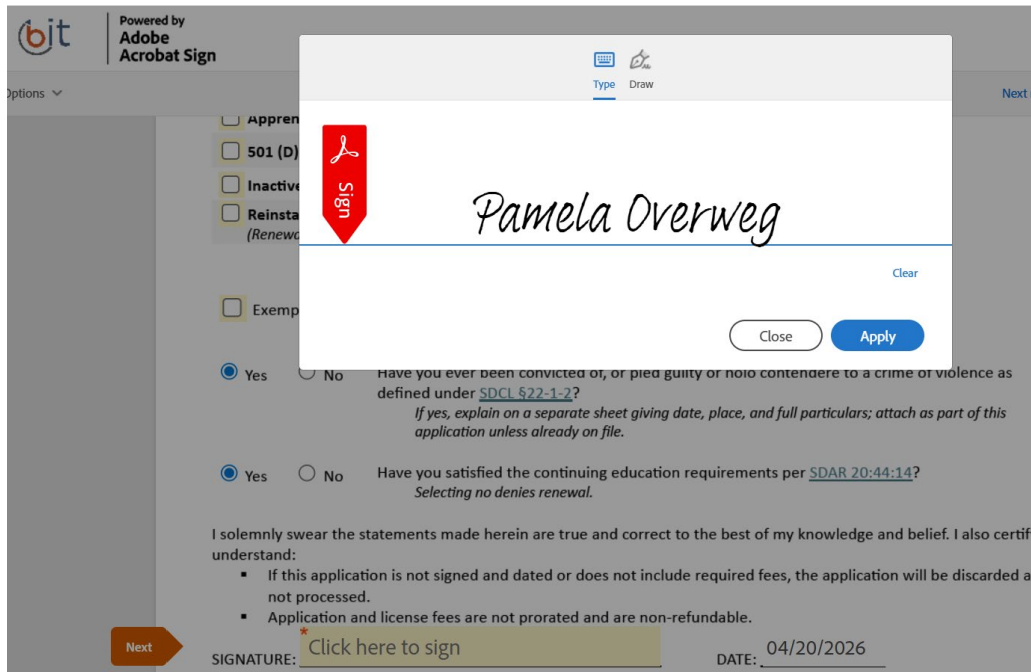 bit
Powered by
Adobe
Acrobat Sign
Type
Draw
Options
Next
Appren
501 (D)
Sign
Inactive
Pamela Overweg
Reinsta
(Renewa
Clear
Exemp
Close
Apply
Yes No Have you ever been convicted of, or pled guilty or nolo contendere to a crime of violence as
defined under SDCL §22-1-2?
If yes, explain on a separate sheet giving date, place, and full particulars; attach as part of this
application unless already on file.
Yes No Have you satisfied the continuing education requirements per SDAR 20:44:14?
Selecting no denies renewal.
I solemnly swear the statements made herein are true and correct to the best of my knowledge and belief. I also certif
understand:
▪ If this application is not signed and dated or does not include required fees, the application will be discarded a
not processed.
▪ Application and license fees are not prorated and are non-refundable.
Next
SIGNATURE: * Click here to sign DATE: 04/20/2026